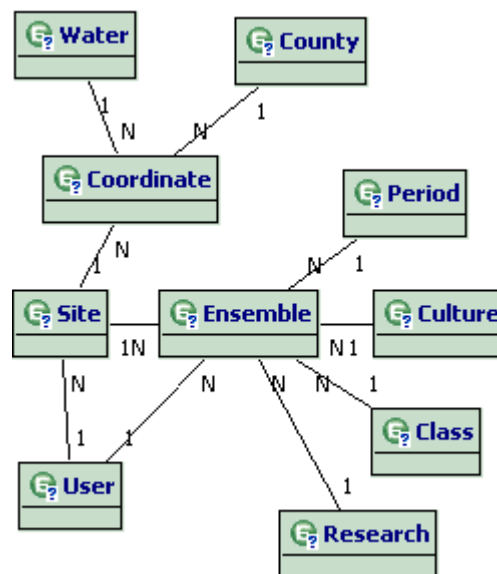 Water
County
1
N
N
1
Coordinate
Period
N
1
N
1
Site
Ensemble
Culture
1N
N 1
N
N
N
N
1
1
1
Class
User
1
Research